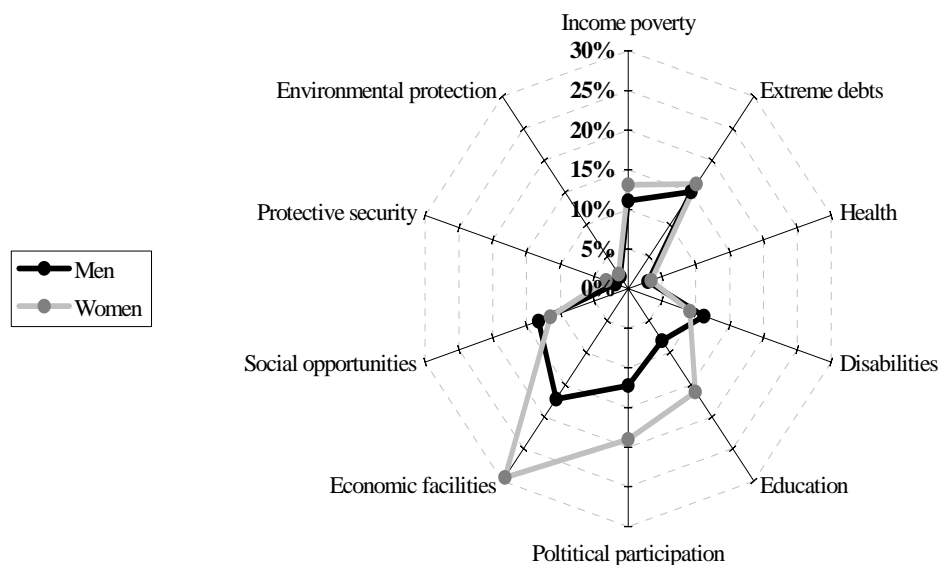 Income poverty
30%
Environmental protection
Extreme debts
25%
20%
15%
Protective security
10%
Health
5%
Men
0%
Women
Social opportunities
Disabilities
Economic facilities
Education
Poltitical participation